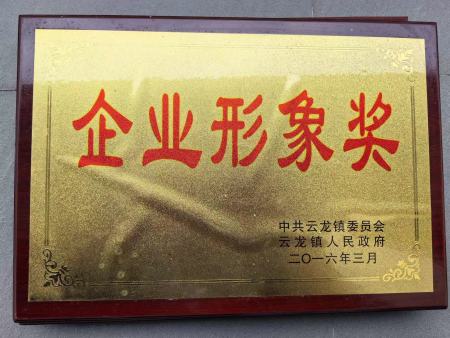 企业形象奖
中共云龙镇委员会
云龙镇人民政府
二〇一六年三月